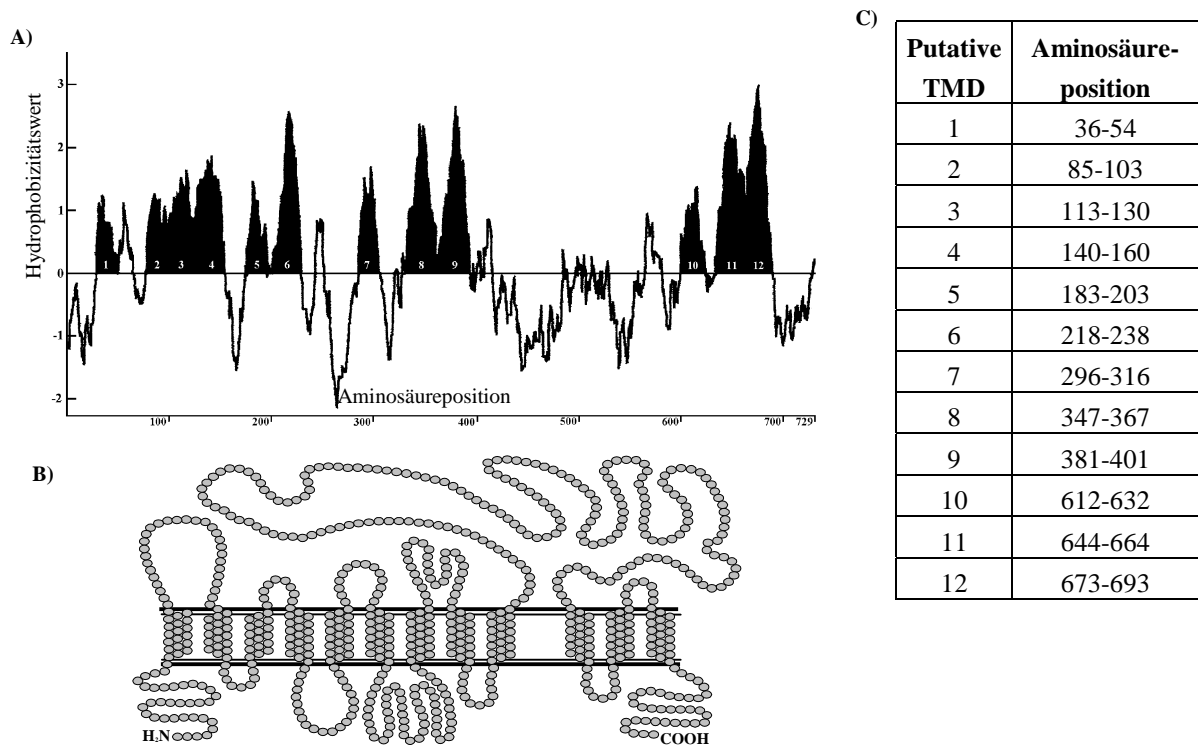 A)
Hydrophobizitätswert
3
2
1
0
-1
-2
1 2 3 4 5 6 7 8 9 10 11 12
Aminosäureposition
100 200 300 400 500 600 700 729
B)
H₂N
COOH
C)
Putative TMD Aminosäure-position
1 36-54
2 85-103
3 113-130
4 140-160
5 183-203
6 218-238
7 296-316
8 347-367
9 381-401
10 612-632
11 644-664
12 673-693